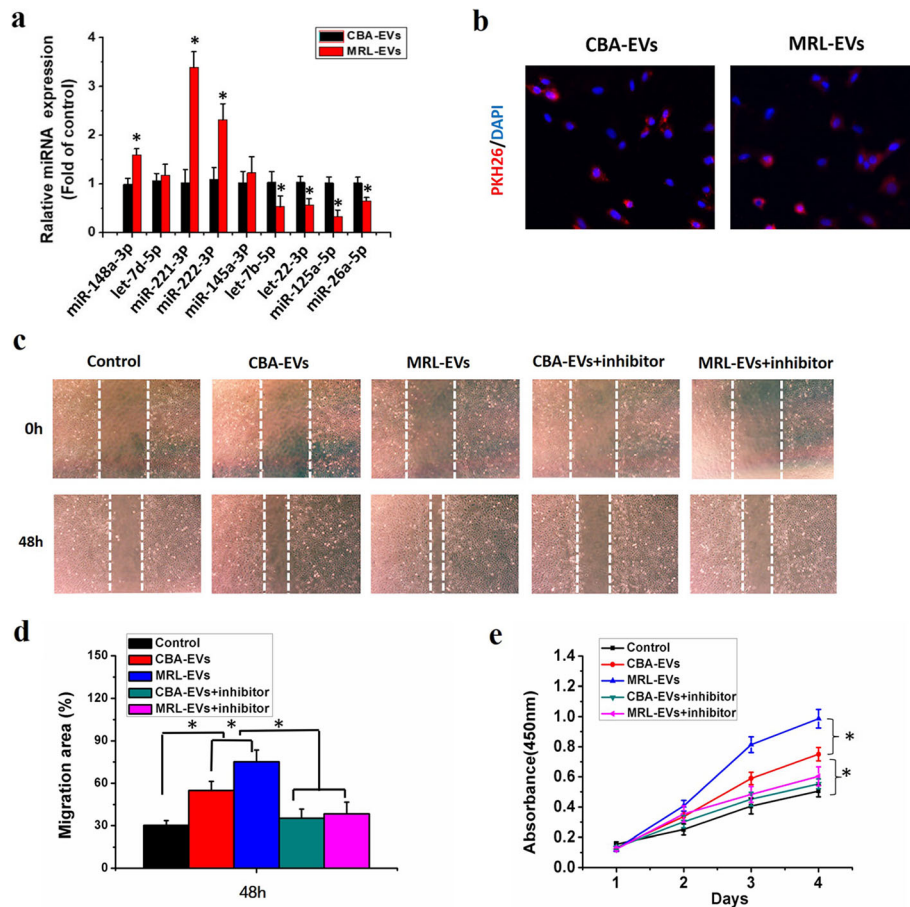 a
Ralative miRNA expression
(Fold of control)
4
3
2
1
0
CBA-EVs
MRL-EVs
*
*
*
*
*
*
*
miR-148a-3p
let-7d-5p
miR-221-3P
miR-222-3p
miR-145a-3P
let-7b-5p
let-22-3p
miR-125a-5p
miR-26a-5p
b
CBA-EVs
MRL-EVs
PKH26/DAPI
c
Control
CBA-EVs
MRL-EVs
CBA-EVs+inhibitor
MRL-EVs+inhibitor
0h
48h
d
Migration area (%)
150
120
90
60
30
0
Control
CBA-EVs
MRL-EVs
CBA-EVs+inhibitor
MRL-EVs+inhibitor
*
*
*
48h
e
Absorbance(450nm)
1.4
1.2
1.0
0.8
0.6
0.4
0.2
0.0
Control
CBA-EVs
MRL-EVs
CBA-EVs+inhibitor
MRL-EVs+inhibitor
*
*
1
2
3
4
Days